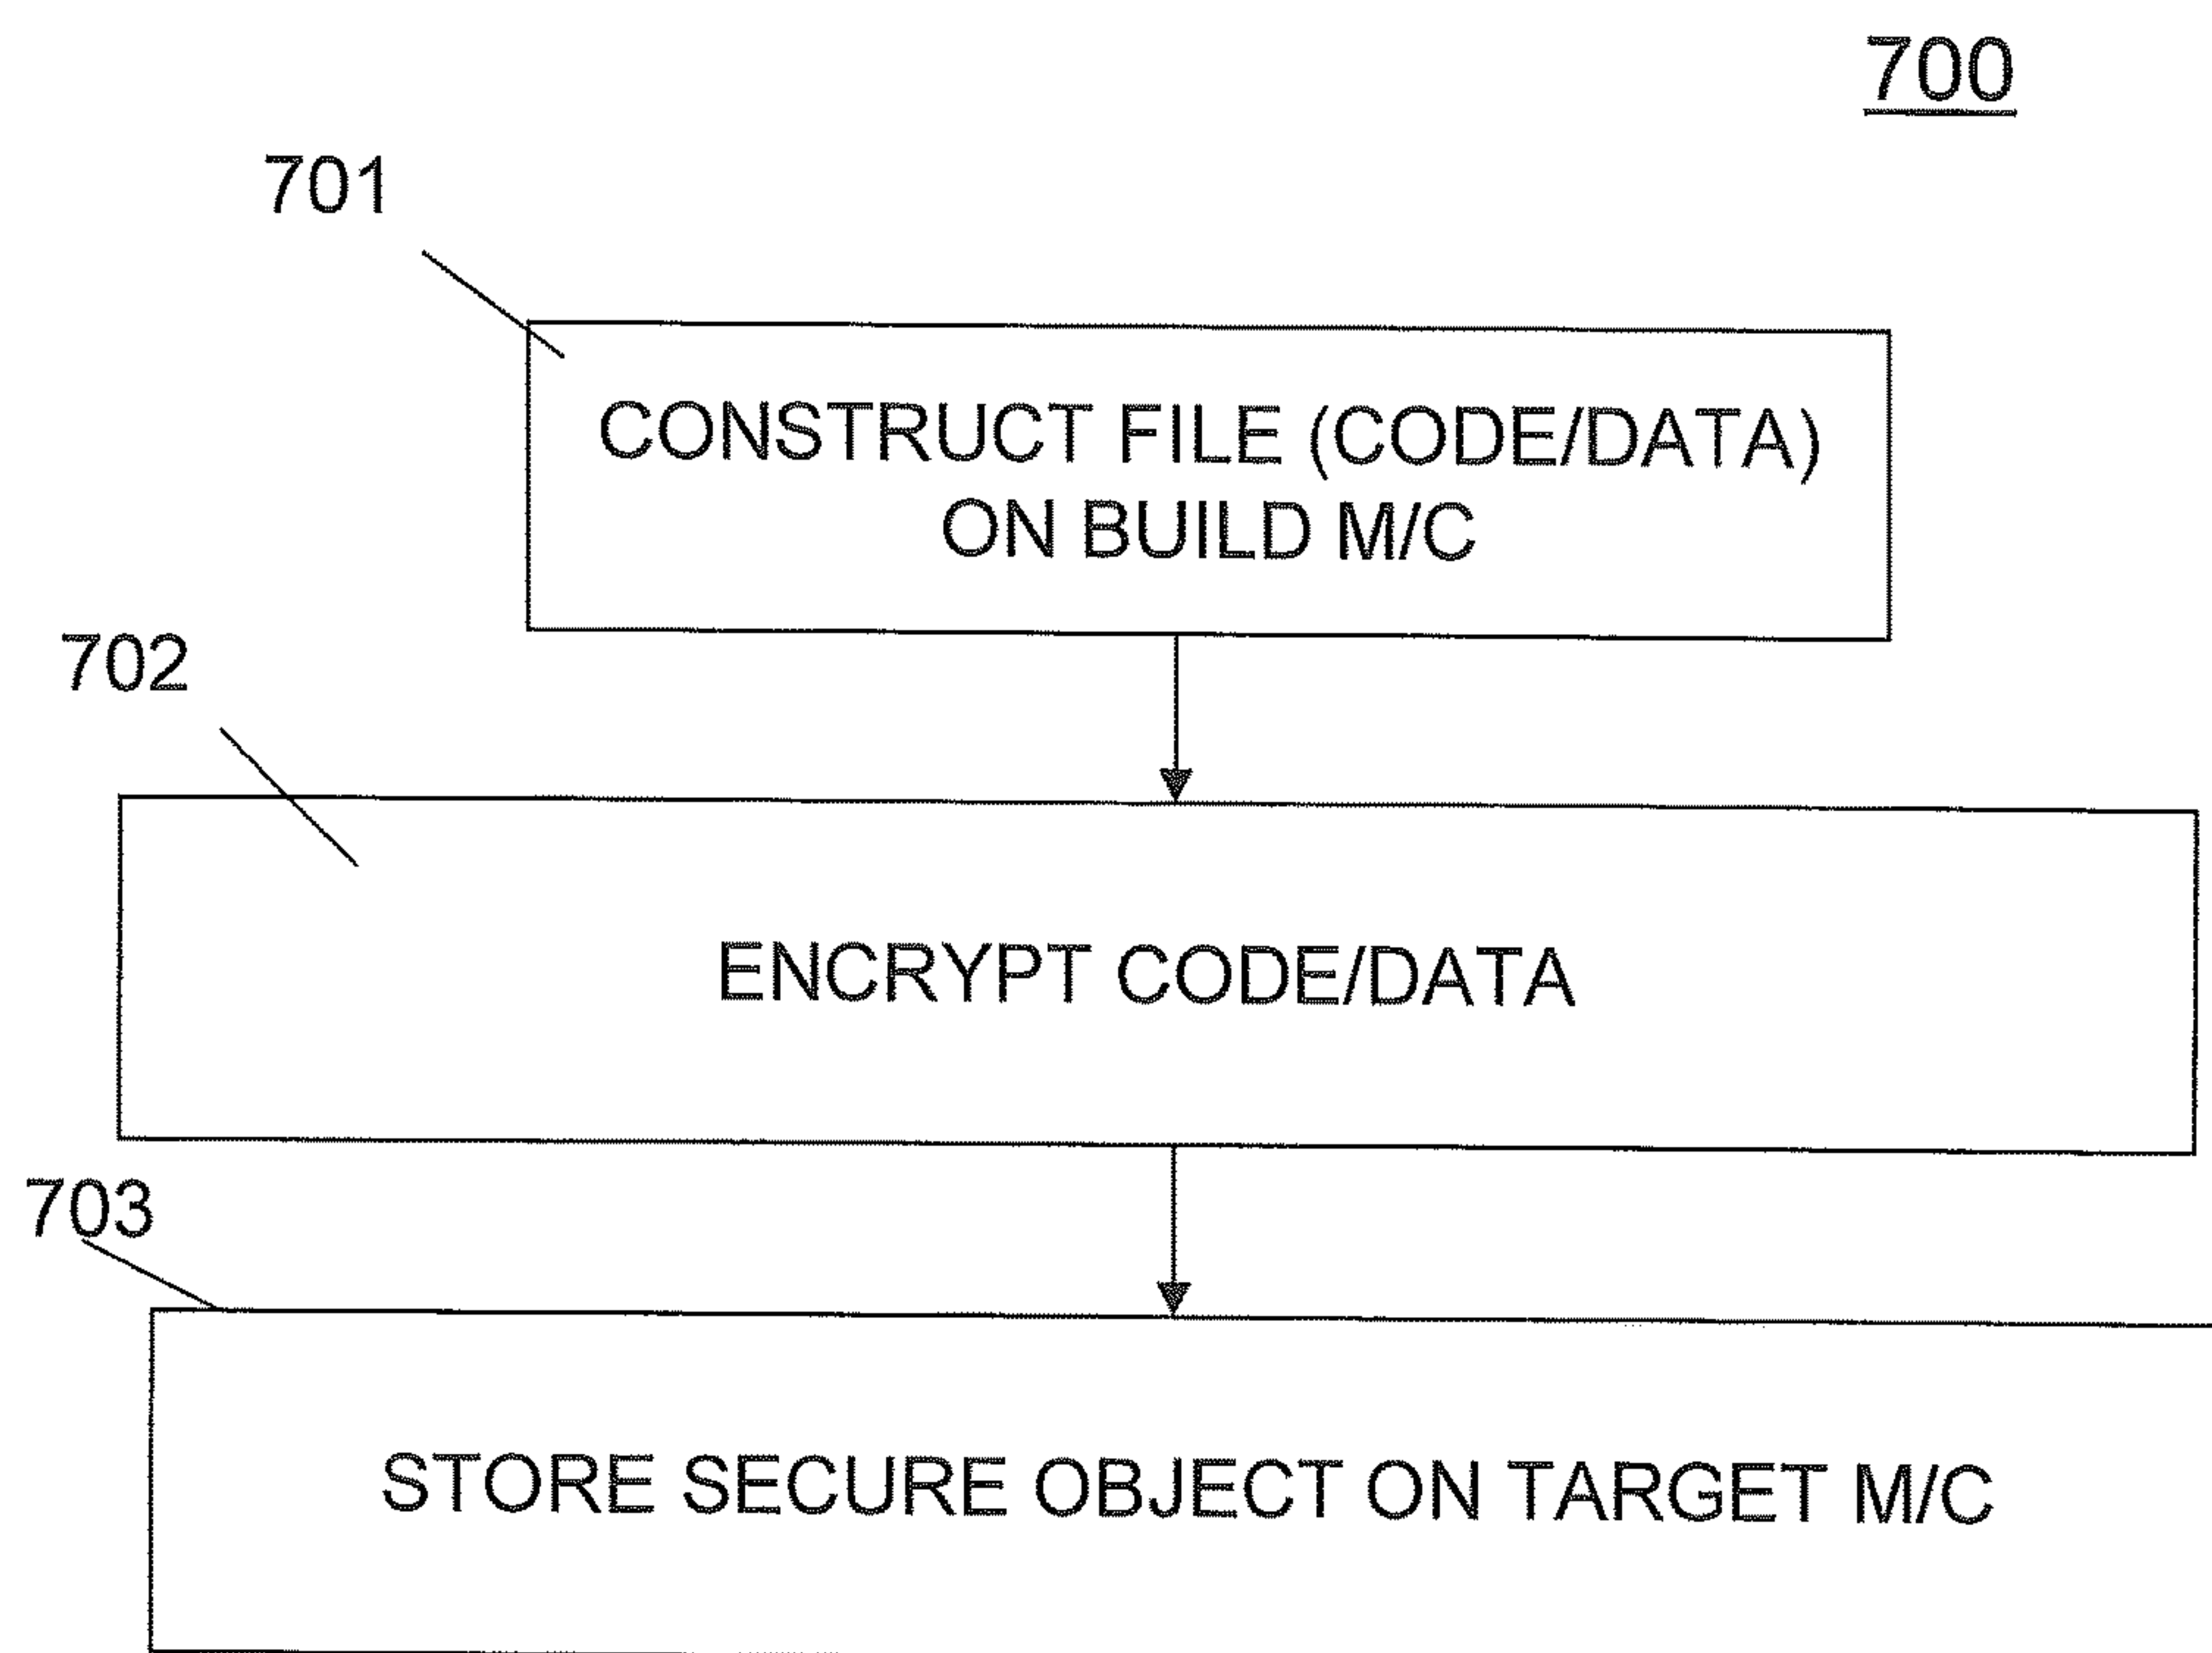 700
701
CONSTRUCT FILE (CODE/DATA)
ON BUILD M/C
702
ENCRYPT CODE/DATA
703
STORE SECURE OBJECT ON TARGET M/C